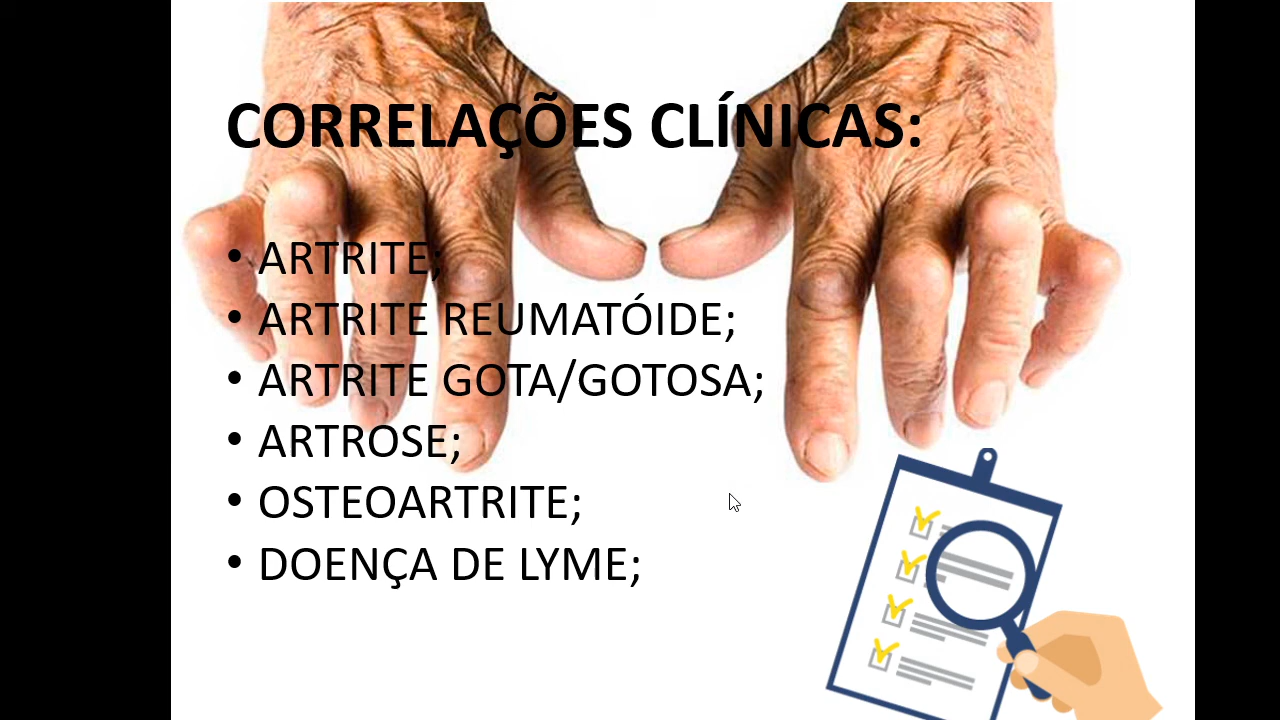 CORRELAÇÕES CLÍNICAS:
• ARTRITE;
• ARTRITE REUMATÓIDE;
• ARTRITE GOTA/GOTOSA;
• ARTROSE;
• OSTEOARTRITE;
• DOENÇA DE LYME;